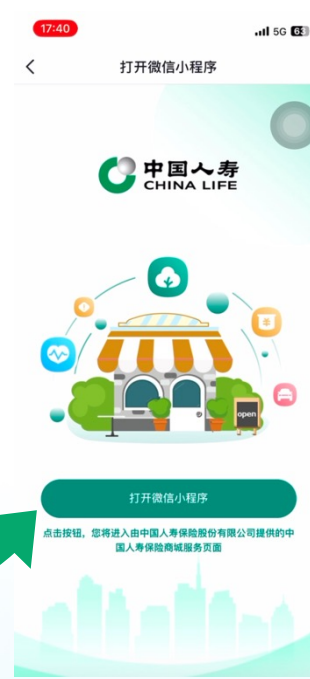 17:40
5G 63
打开微信小程序
中国人寿
CHINA LIFE
open
打开微信小程序
点击按钮，您将进入由中国人寿保险股份有限公司提供的中
国人寿保险商城服务页面